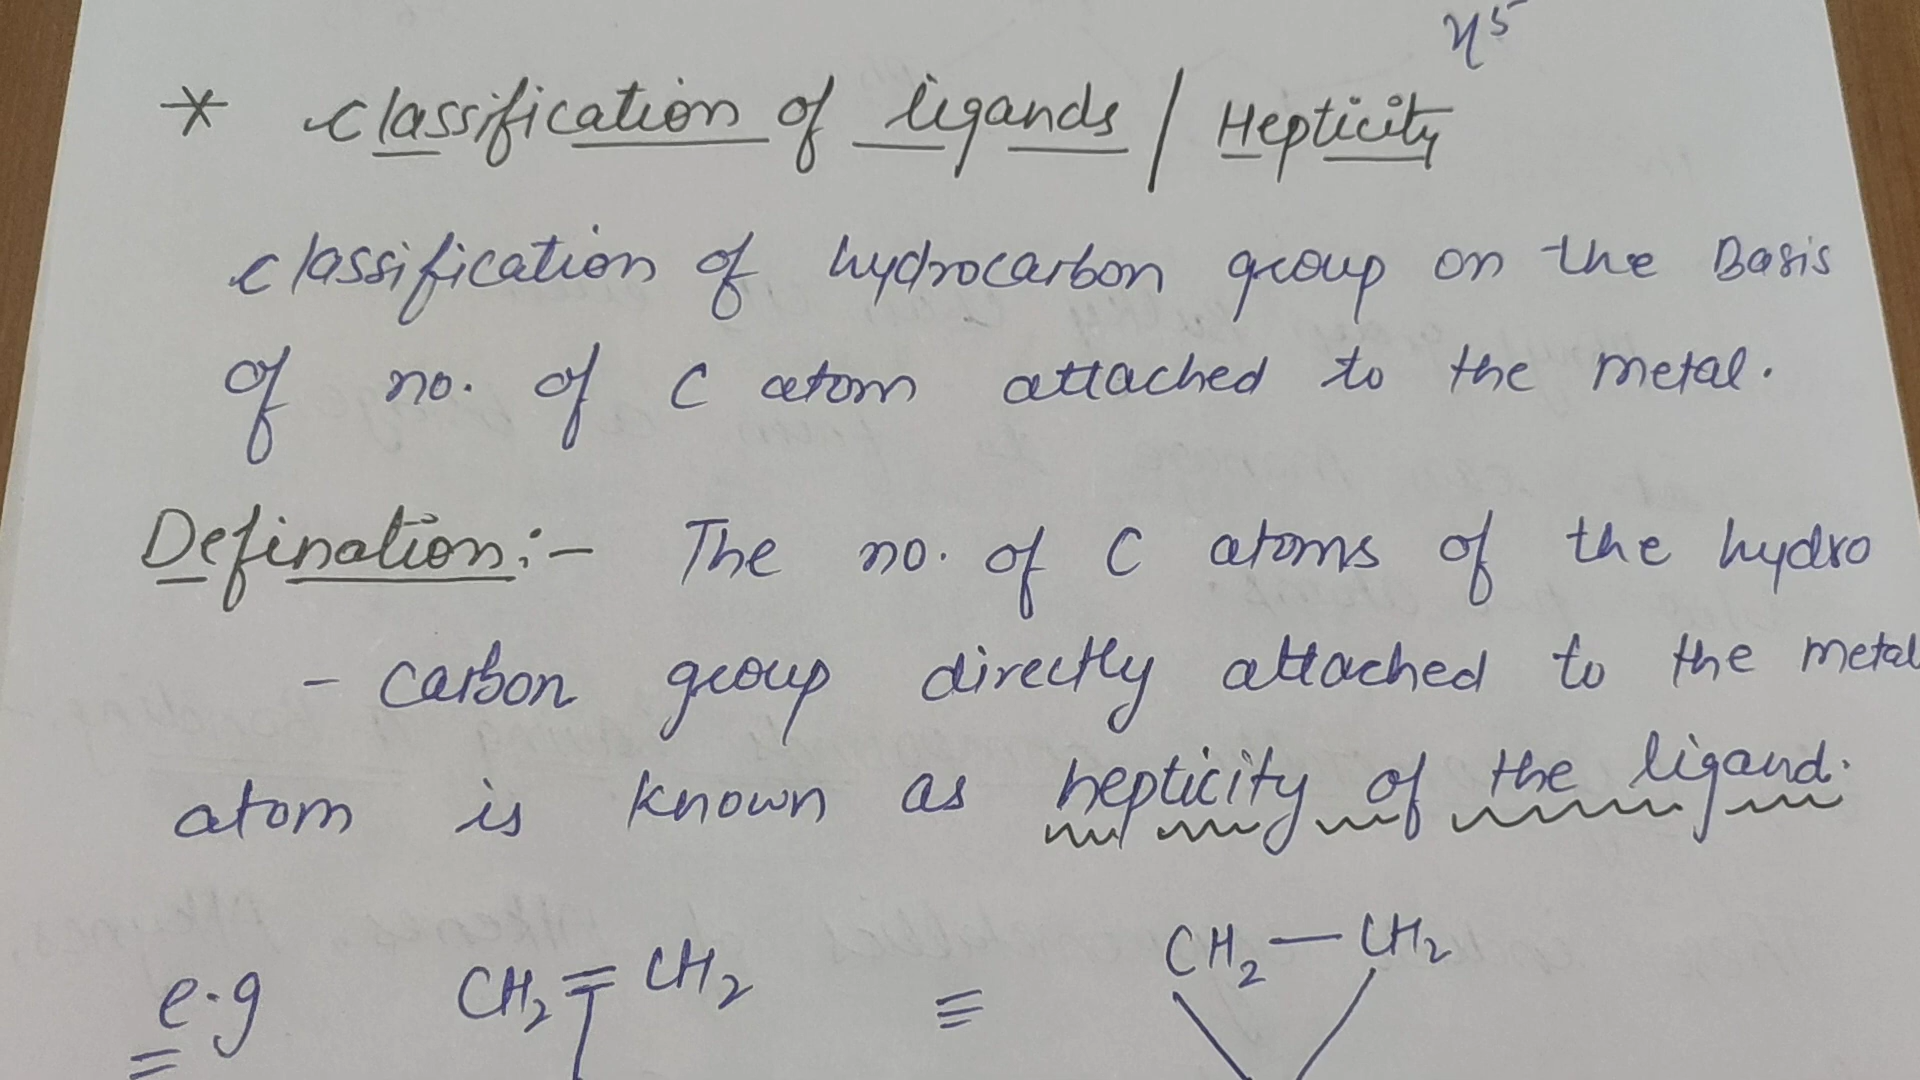 η⁵
* Classification of ligands / Hepticity
Classification of hydrocarbon group on the Basis
of no. of C atom attached to the metal.
Defination:- The no. of C atoms of the hydro
- carbon group directly attached to the metal
atom is known as hepticity of the ligand.
e.g CH₂ = CH₂ ≡ CH₂ — CH₂